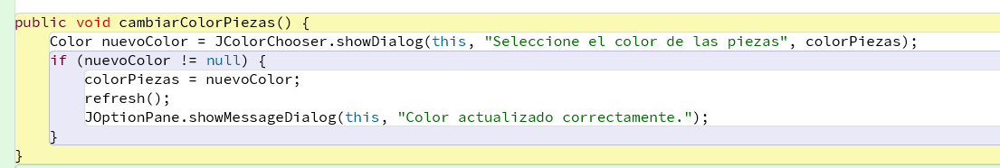 public void cambiarColorPiezas() {
    Color nuevoColor = JColorChooser.showDialog(this, "Seleccione el color de las piezas", colorPiezas);
    if (nuevoColor != null) {
        colorPiezas = nuevoColor;
        refresh();
        JOptionPane.showMessageDialog(this, "Color actualizado correctamente.");
    }
}